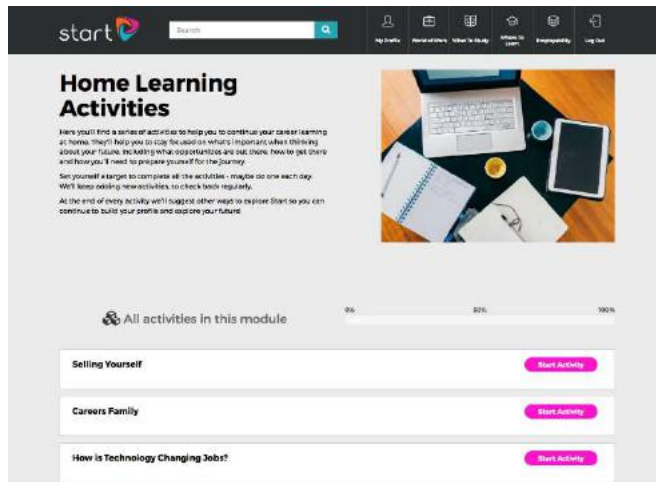 start
Search
My Profile
World of Work
What To Study
Where To
Learn
Employability
Log Out
Home Learning
Activities
Here you'll find a series of activities to help you to continue your career learning
at home. They'll help you to stay focused on what's important when thinking
about your future, including what opportunities are out there, how to get there
and how you'll need to prepare yourself for the journey.
Set yourself a target to complete all the activities - maybe do one each day.
We'll keep adding new activities, so check back regularly.
At the end of every activity we'll suggest other ways to explore Start so you can
continue to build your profile and explore your future!
All activities in this module
0%
50%
100%
Selling Yourself
Start Activity
Careers Family
Start Activity
How is Technology Changing Jobs?
Start Activity